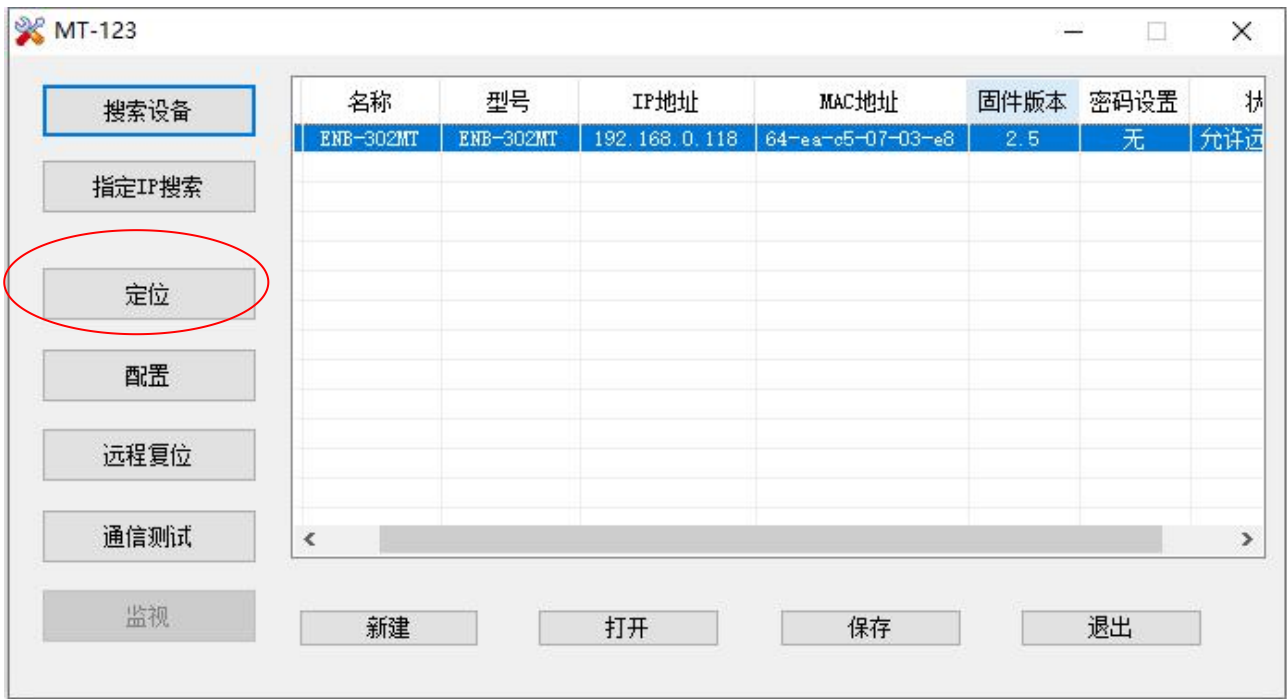 MT-123
搜索设备
指定IP搜索
定位
配置
远程复位
通信测试
监视
名称 型号 IP地址 MAC地址 固件版本 密码设置
ENB-302MT ENB-302MT 192.168.0.118 64-ea-c5-07-03-e8 2.5 无 允许远
新建 打开 保存 退出